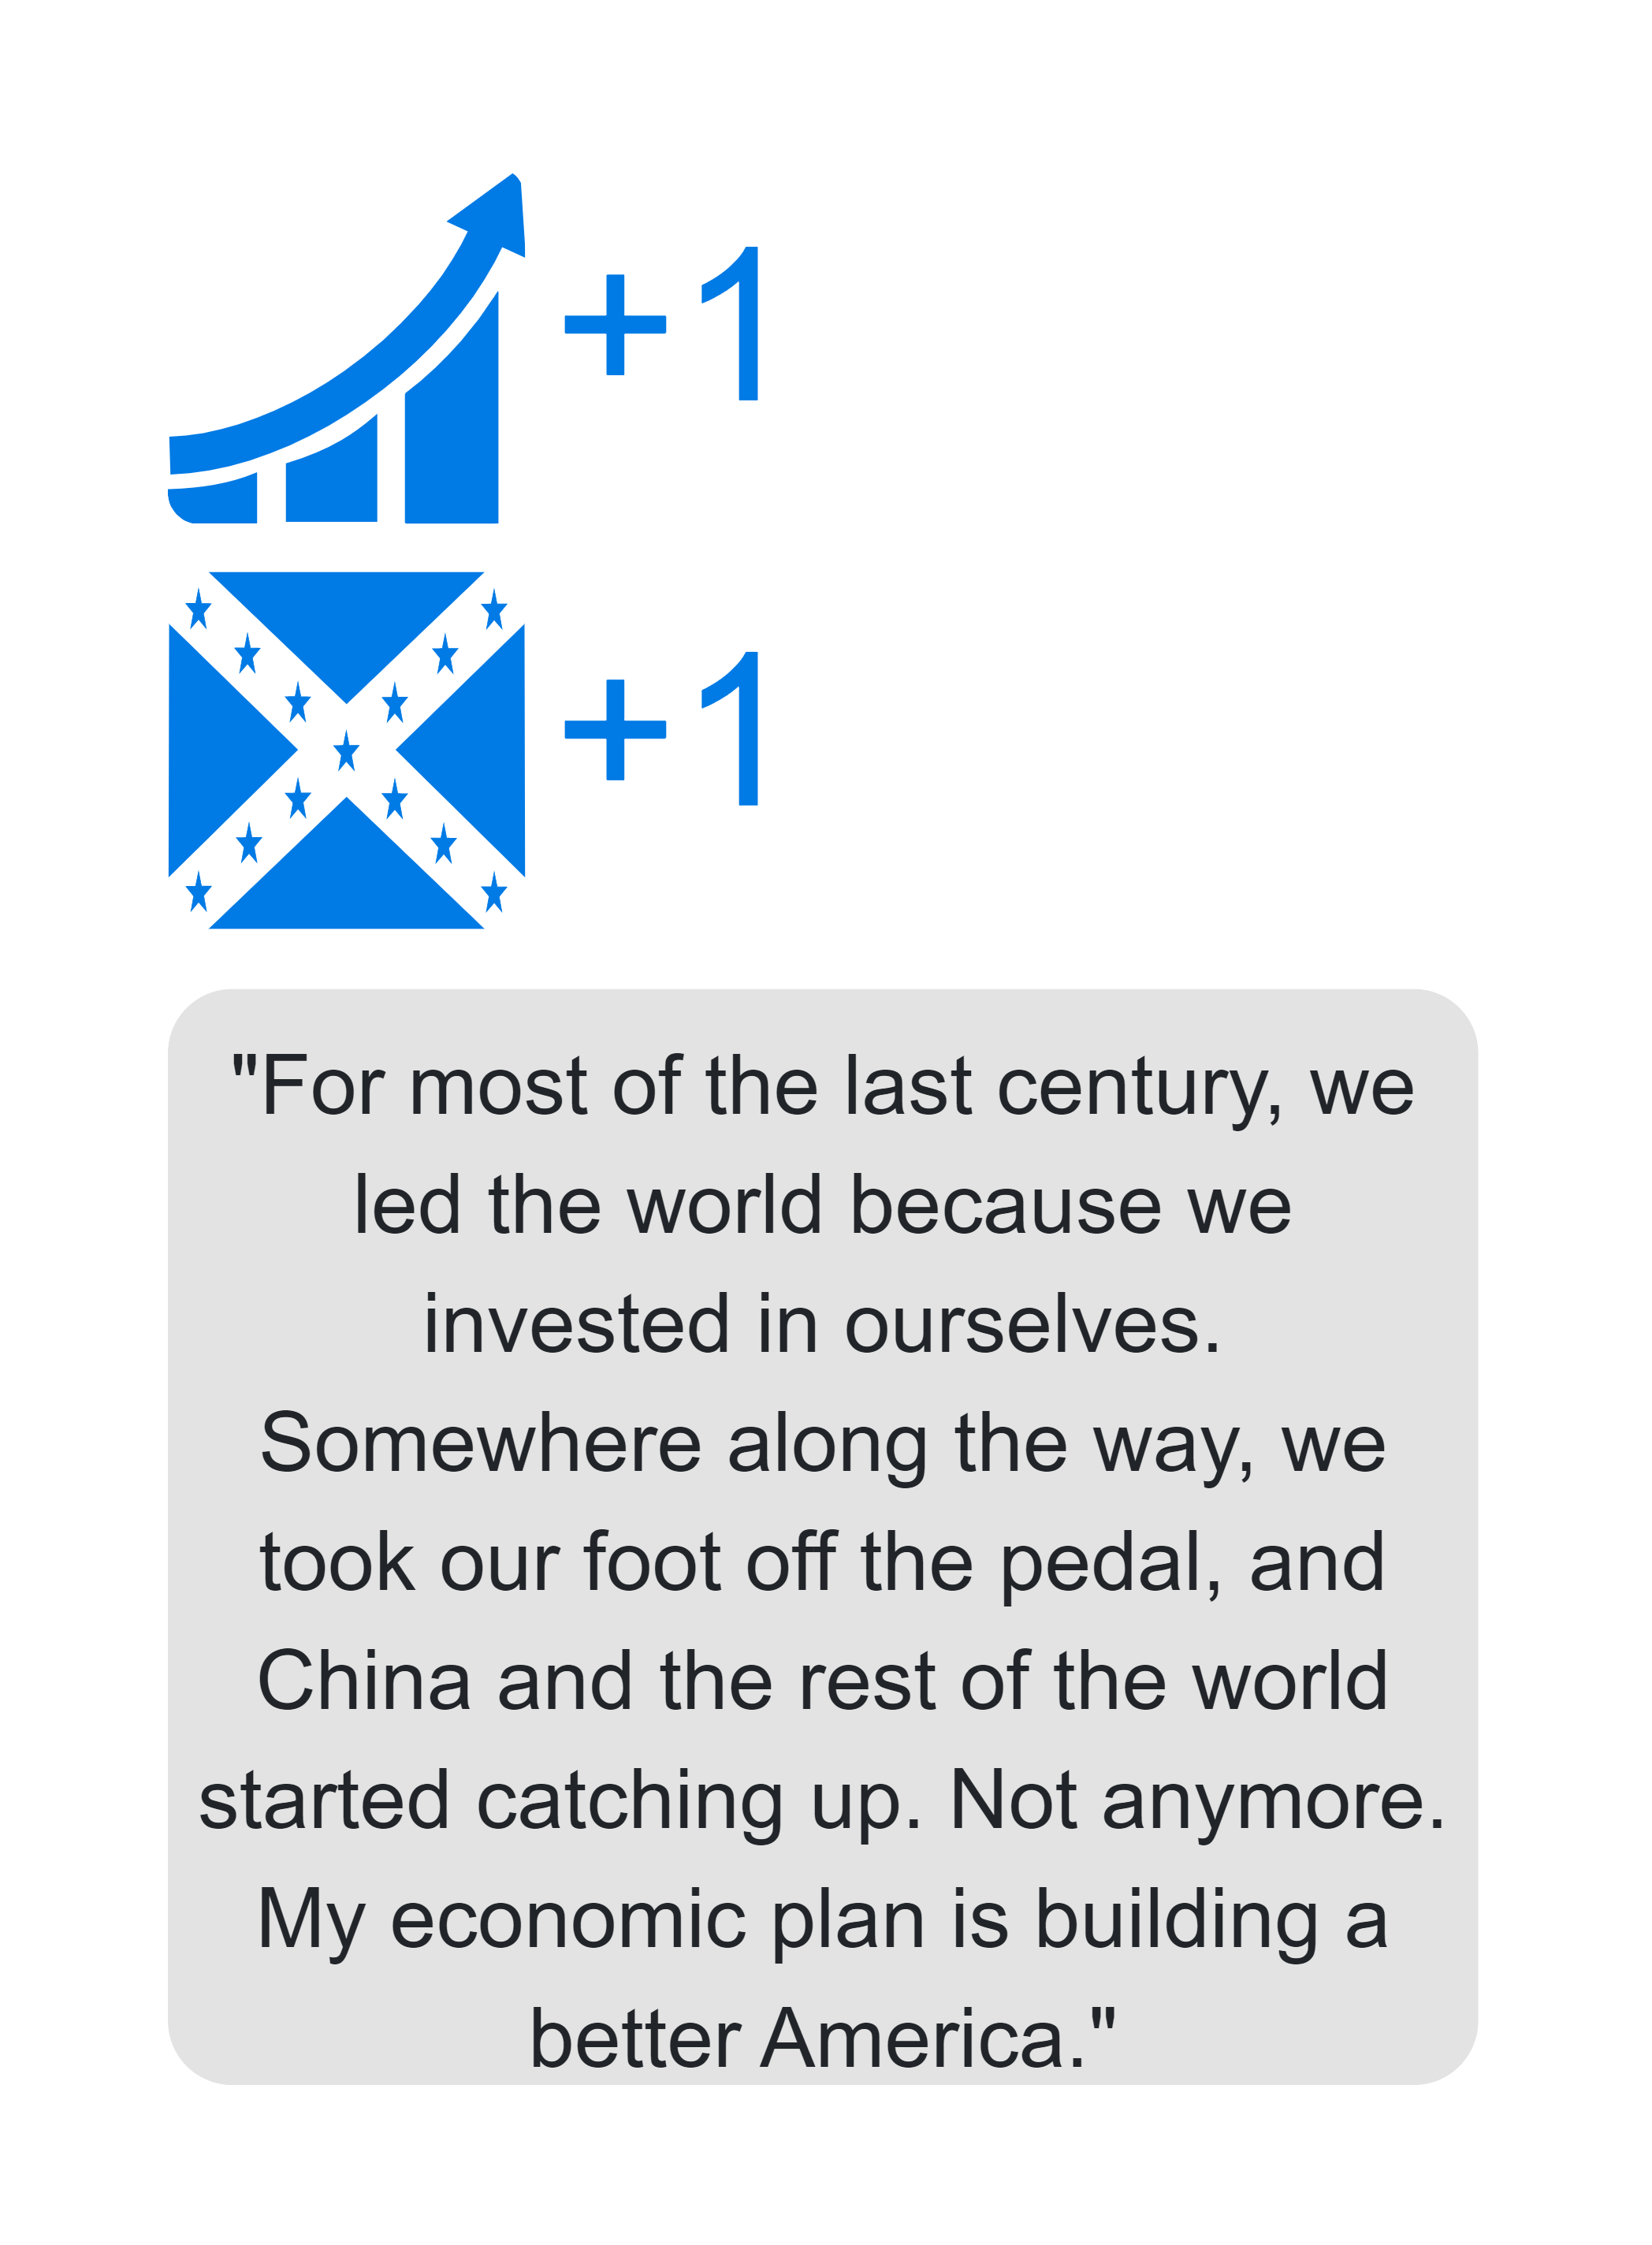 +1
+1
"For most of the last century, we
led the world because we
invested in ourselves.
Somewhere along the way, we
took our foot off the pedal, and
China and the rest of the world
started catching up. Not anymore.
My economic plan is building a
better America."